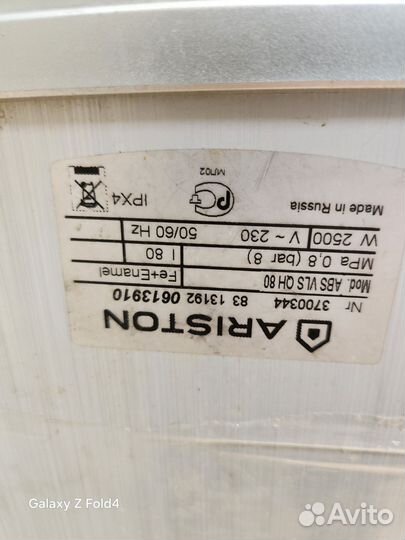 ARISTON
Nr 3700344 83 13192 0613910
Mod. ABS VLS QH 80 Fe+Enamel
MPa 0,8 (bar 8) l 80
W 2500 V~ 230 50/60 Hz
Made in Russia МЛ02 IPX4
Galaxy Z Fold4
Avito